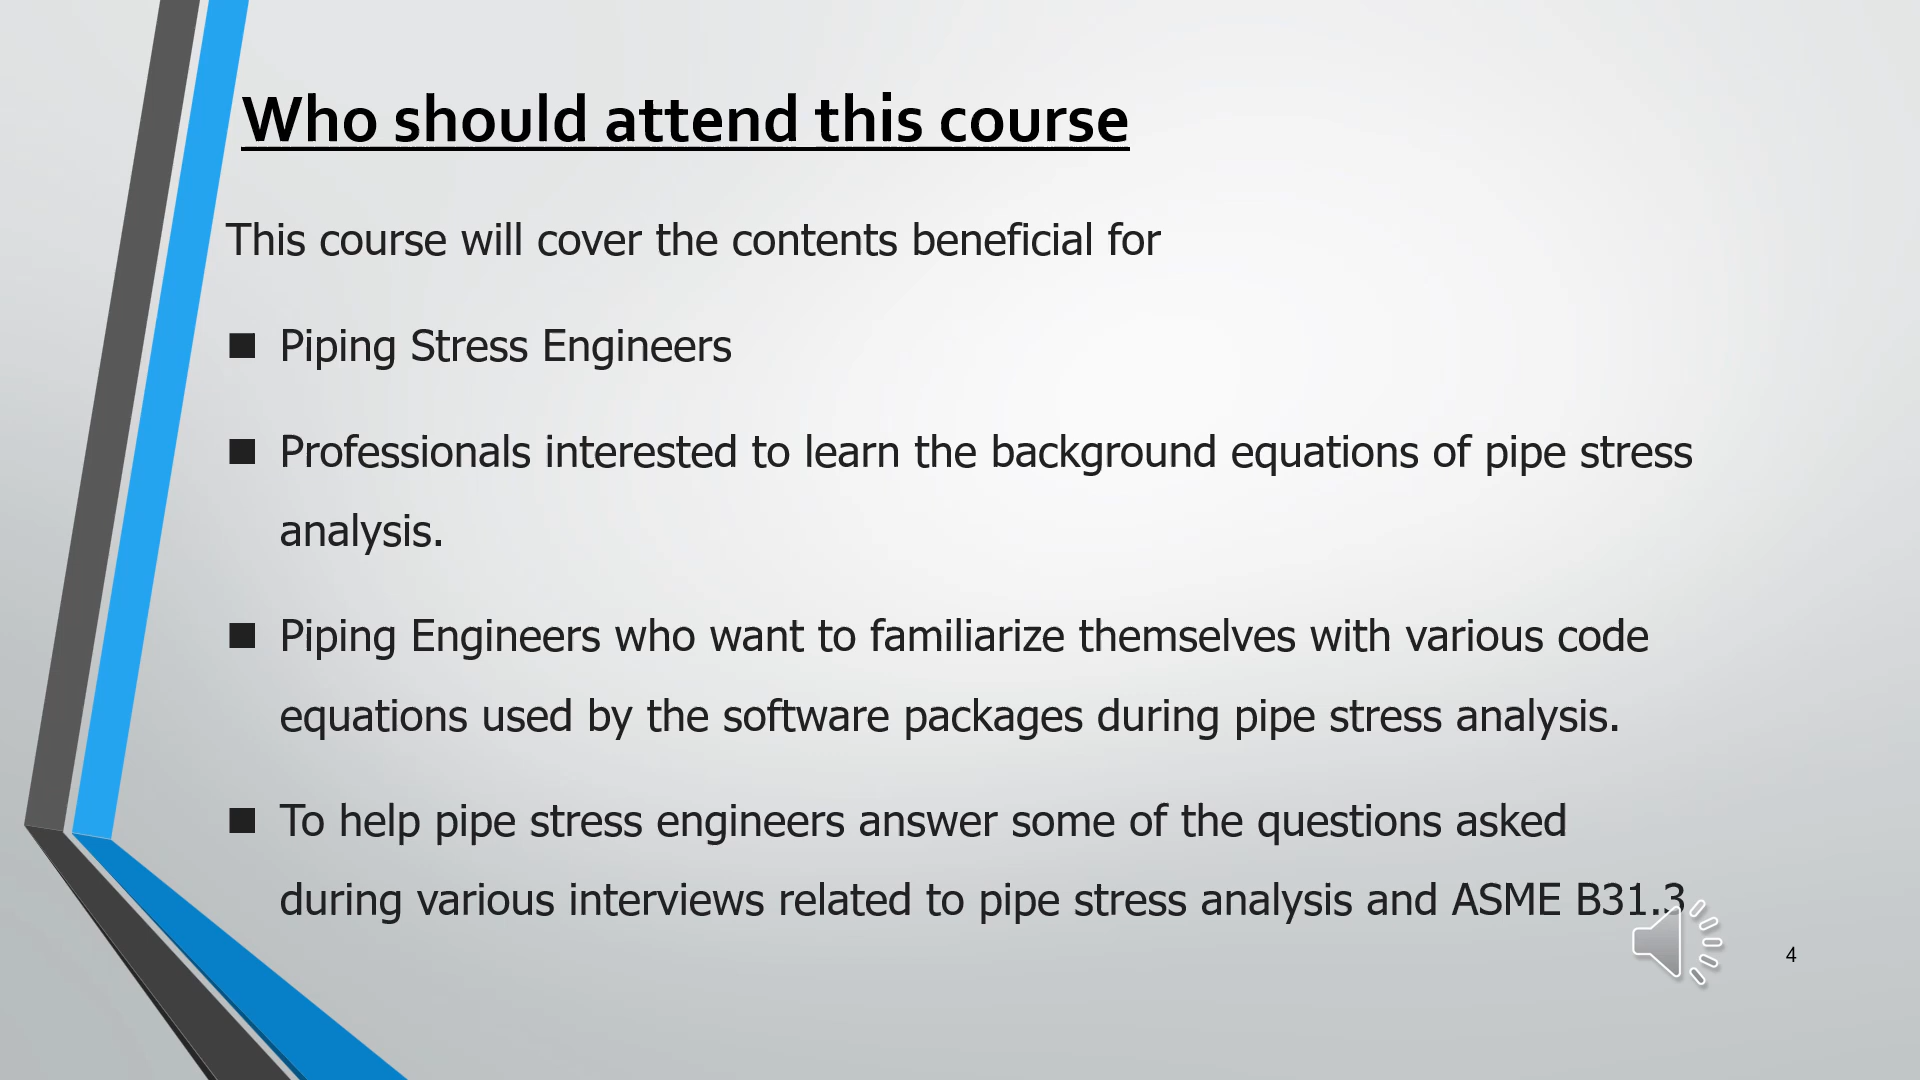 Who should attend this course
This course will cover the contents beneficial for
■ Piping Stress Engineers
■ Professionals interested to learn the background equations of pipe stress
analysis.
■ Piping Engineers who want to familiarize themselves with various code
equations used by the software packages during pipe stress analysis.
■ To help pipe stress engineers answer some of the questions asked
during various interviews related to pipe stress analysis and ASME B31.3
4